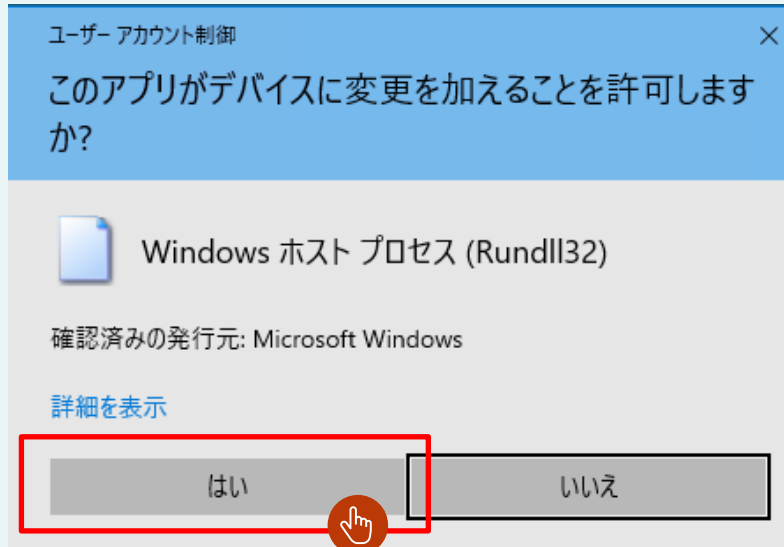 ユーザー アカウント制御
このアプリがデバイスに変更を加えることを許可します
か?
Windows ホスト プロセス (Rundll32)
確認済みの発行元: Microsoft Windows
詳細を表示
はい
いいえ